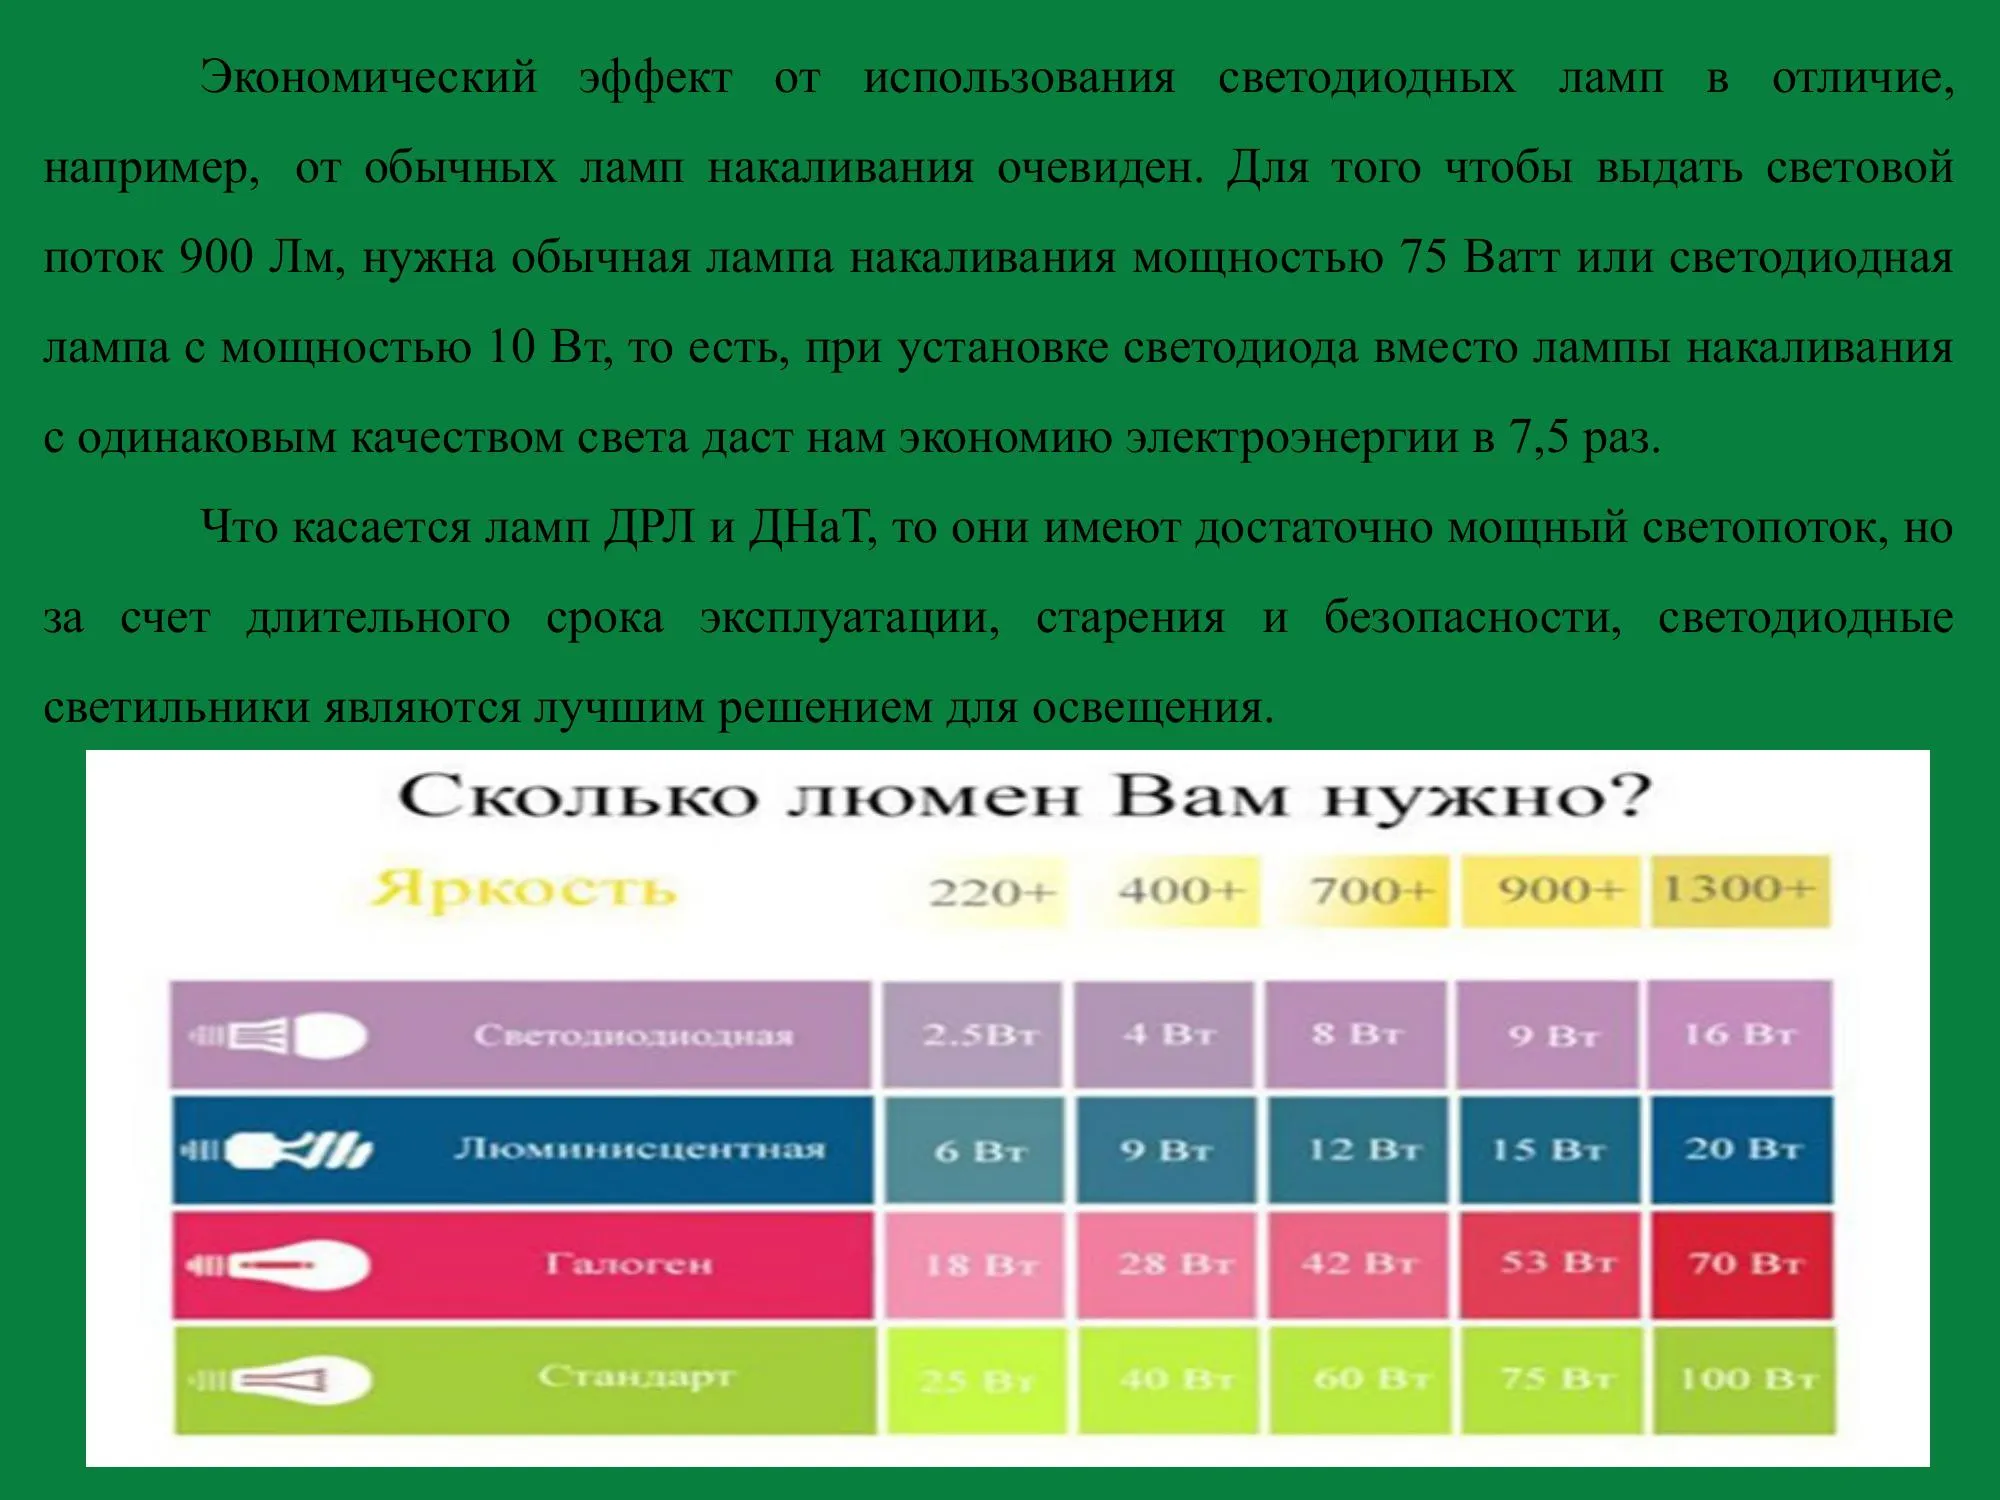 Экономический эффект от использования светодиодных ламп в отличие,
например, от обычных ламп накаливания очевиден. Для того чтобы выдать световой
поток 900 Лм, нужна обычная лампа накаливания мощностью 75 Ватт или светодиодная
лампа с мощностью 10 Вт, то есть, при установке светодиода вместо лампы накаливания
с одинаковым качеством света даст нам экономию электроэнергии в 7,5 раз.
Что касается ламп ДРЛ и ДНаТ, то они имеют достаточно мощный светопоток, но
за счет длительного срока эксплуатации, старения и безопасности, светодиодные
светильники являются лучшим решением для освещения.
Сколько люмен Вам нужно?
Яркость 220+ 400+ 700+ 900+ 1300+
Светодиодиодная 2.5Вт 4 Вт 8 Вт 9 Вт 16 Вт
Люминисцентная 6 Вт 9 Вт 12 Вт 15 Вт 20 Вт
Галоген 18 Вт 28 Вт 42 Вт 53 Вт 70 Вт
Стандарт 25 Вт 40 Вт 60 Вт 75 Вт 100 Вт